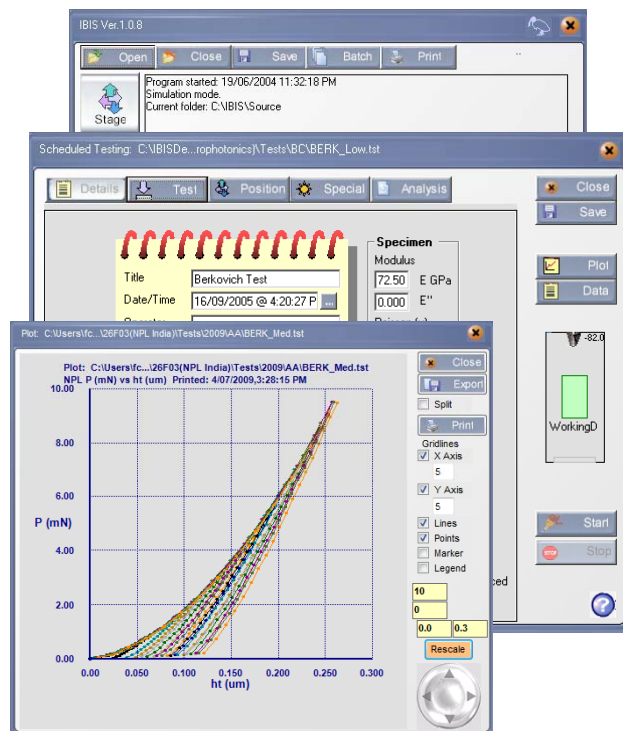 IBIS Ver.1.0.8
Open Close Save Batch Print
Stage
Program started: 19/06/2004 11:32:18 PM
Simulation mode.
Current folder: C:\IBIS\Source
Scheduled Testing: C:\IBISDe...rophotonics)\Tests\BC\BERK_Low.tst
Details Test Position Special Analysis
Close
Save
Plot
Data
Title Berkovich Test
Date/Time 16/09/2005 @ 4:20:27 P ...
Specimen
Modulus
72.50 E GPa
0.000 E"
-82.0
WorkingD
Start
Stop
?
Plot: C:\Users\fc...\26F03(NPL India)\Tests\2009\AA\BERK_Med.tst
Plot: C:\Users\fc...\26F03(NPL India)\Tests\2009\AA\BERK_Med.tst
NPL P (mN) vs ht (um) Printed: 4/07/2009,3:28:15 PM
10.00
8.00
6.00
P (mN)
4.00
2.00
0.00
0.00 0.050 0.100 0.150 0.200 0.250 0.300
ht (um)
Close
Export
Split
Print
Gridlines
X Axis
5
Y Axis
5
Lines
Points
Marker
Legend
10
0
0.0 0.3
Rescale